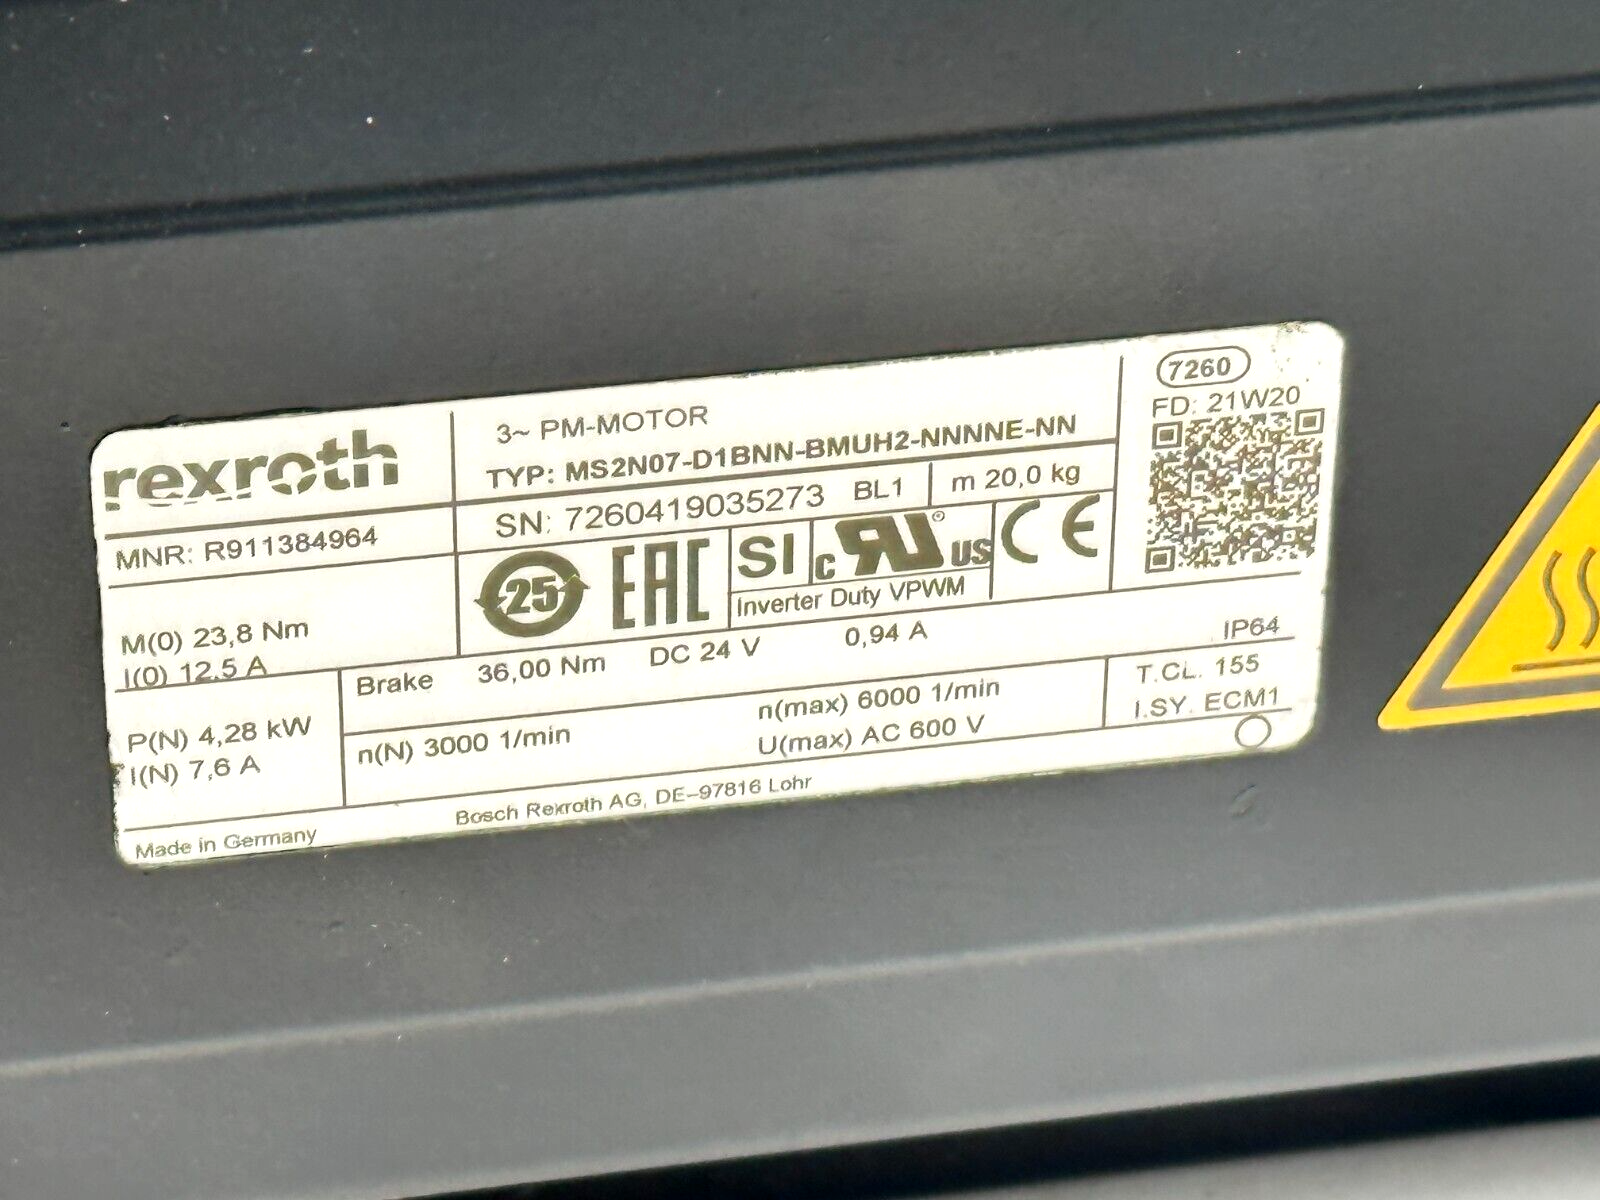 rexroth
3~ PM-MOTOR
TYP: MS2N07-D1BNN-BMUH2-NNNNE-NN
7260
FD: 21W20
MNR: R911384964
SN: 7260419035273 BL1 m 20,0 kg
25 EAC SI c RU® US CE
Inverter Duty VPWM
M(0) 23,8 Nm
I(0) 12.5 A
Brake 36,00 Nm DC 24 V 0,94 A IP64
P(N) 4,28 kW
I(N) 7,6 A
n(N) 3000 1/min
n(max) 6000 1/min
U(max) AC 600 V
T.CL. 155
I.SY. ECM1
Made in Germany
Bosch Rexroth AG, DE-97816 Lohr